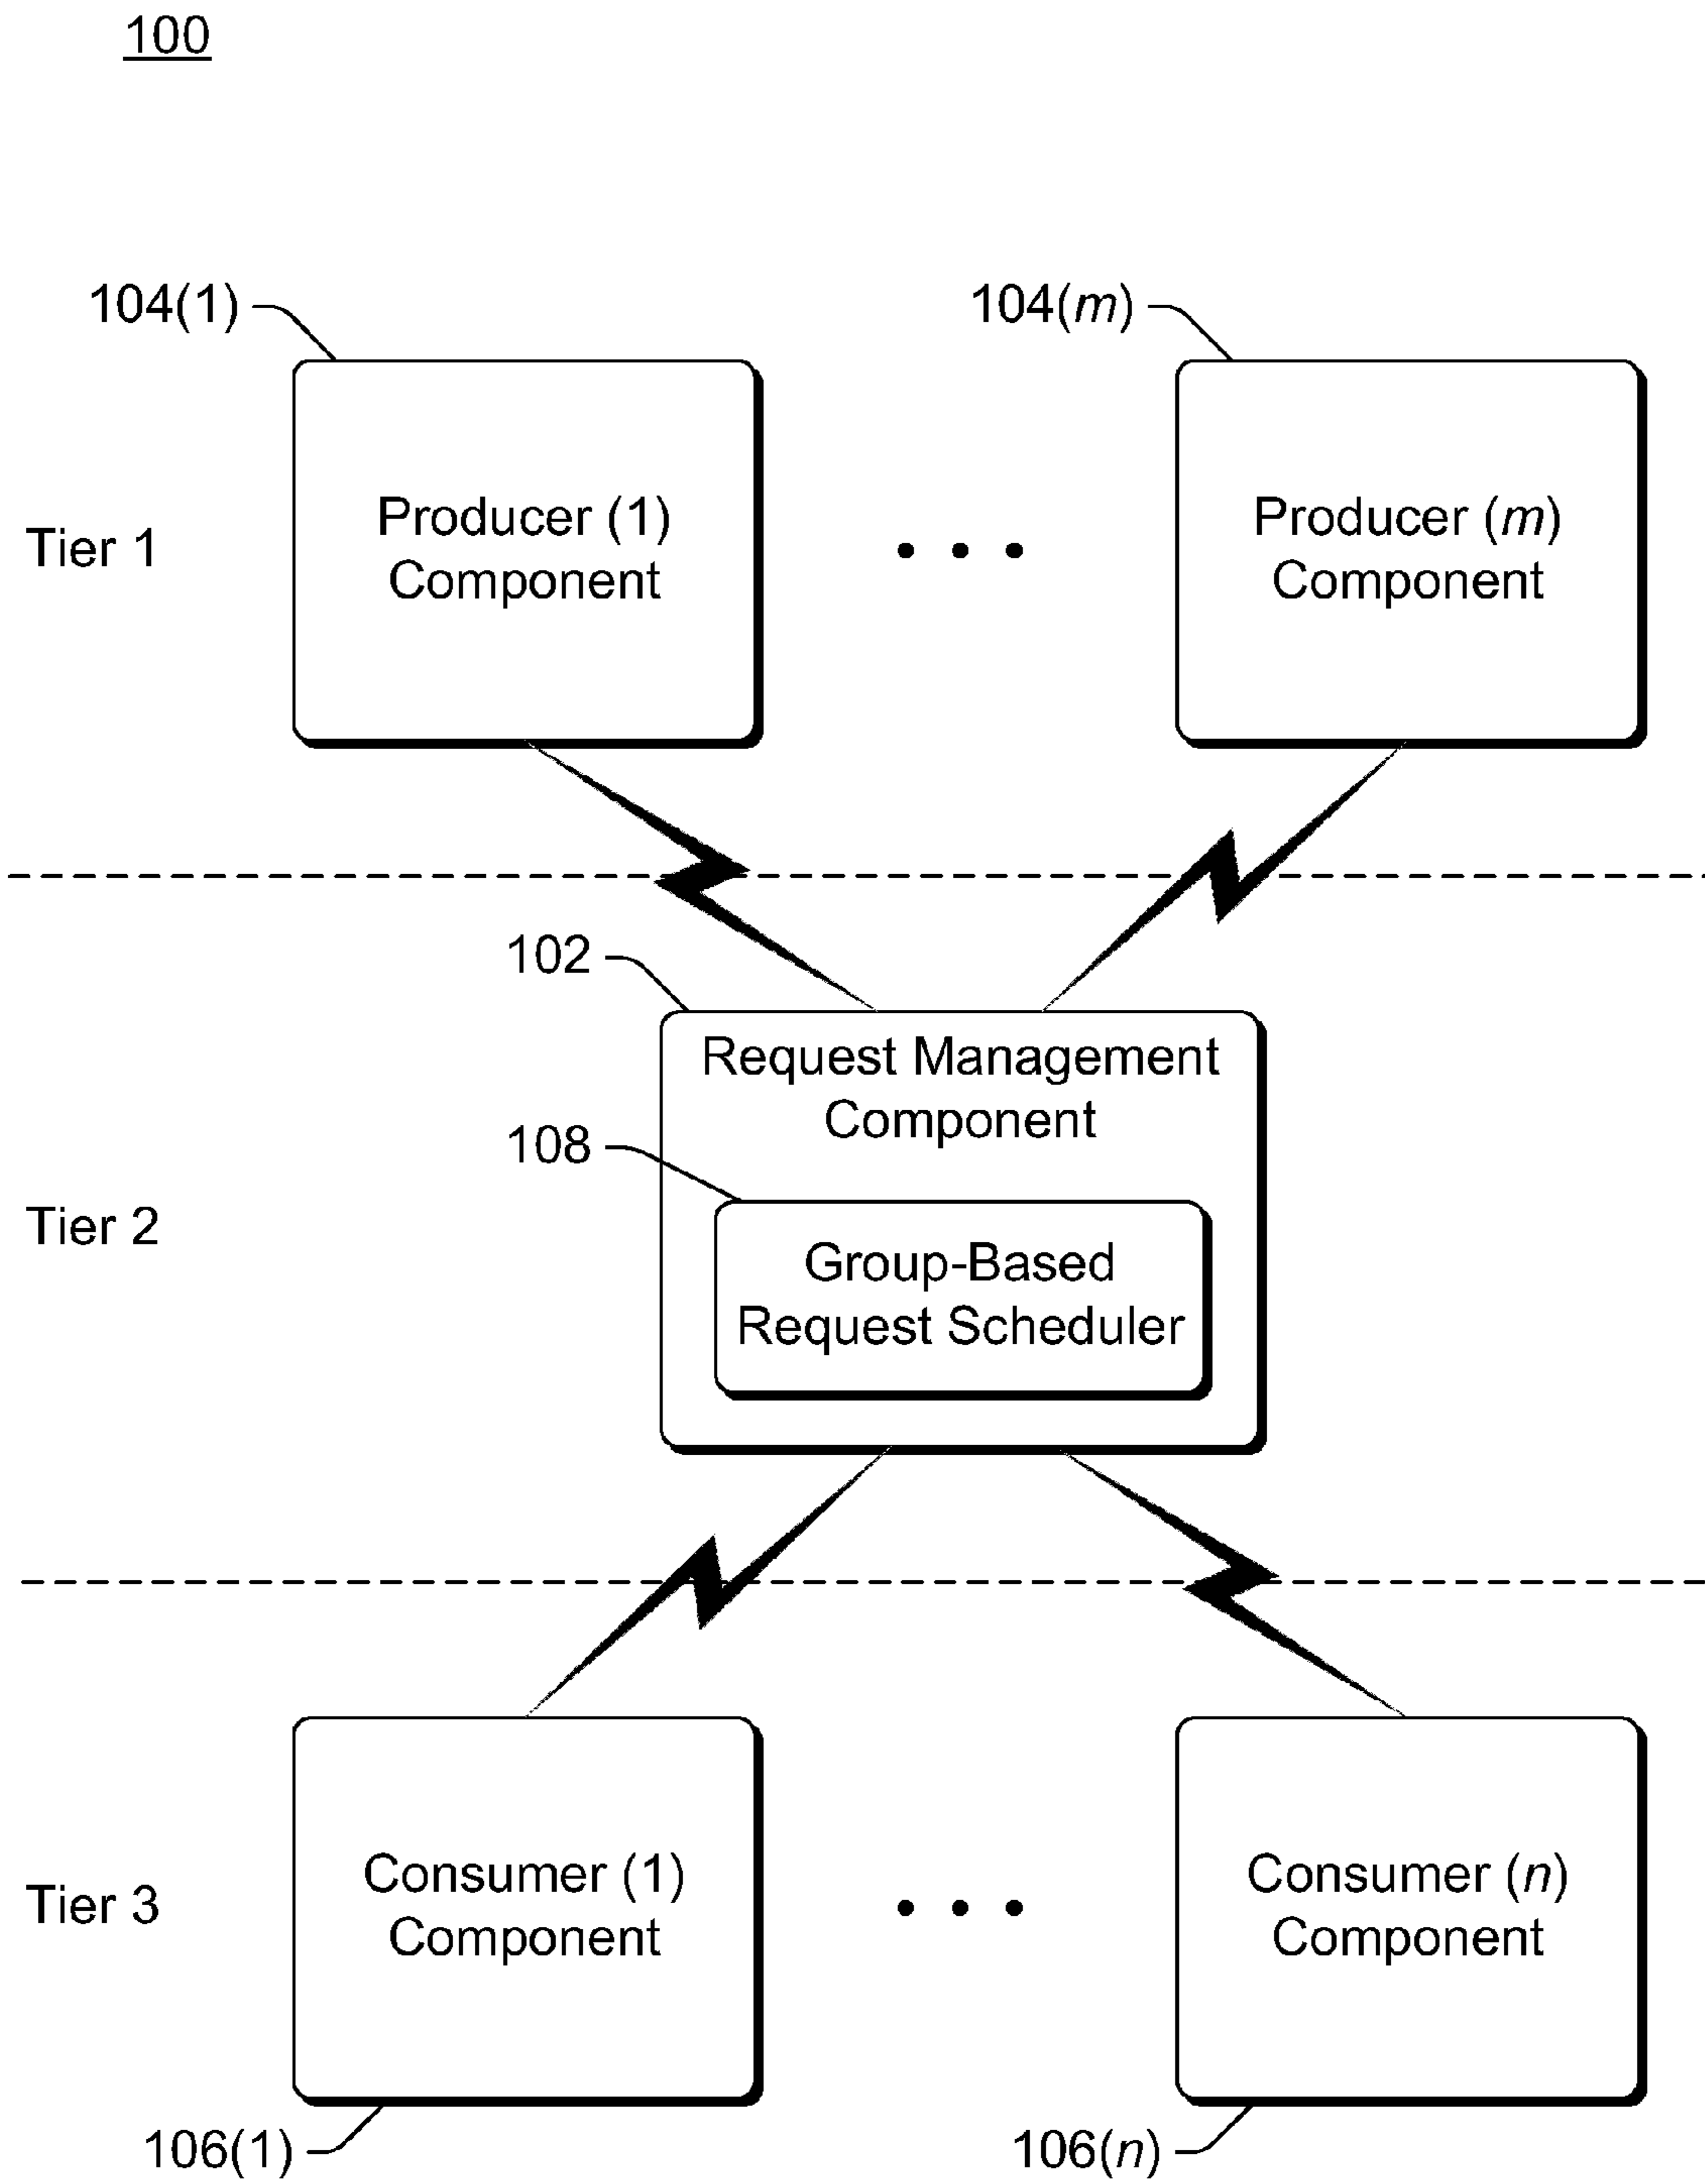 100
104(1)
104(m)
Producer (1)
Component
Producer (m)
Component
Tier 1
102
Request Management
Component
108
Group-Based
Request Scheduler
Tier 2
Consumer (1)
Component
Consumer (n)
Component
Tier 3
106(1)
106(n)